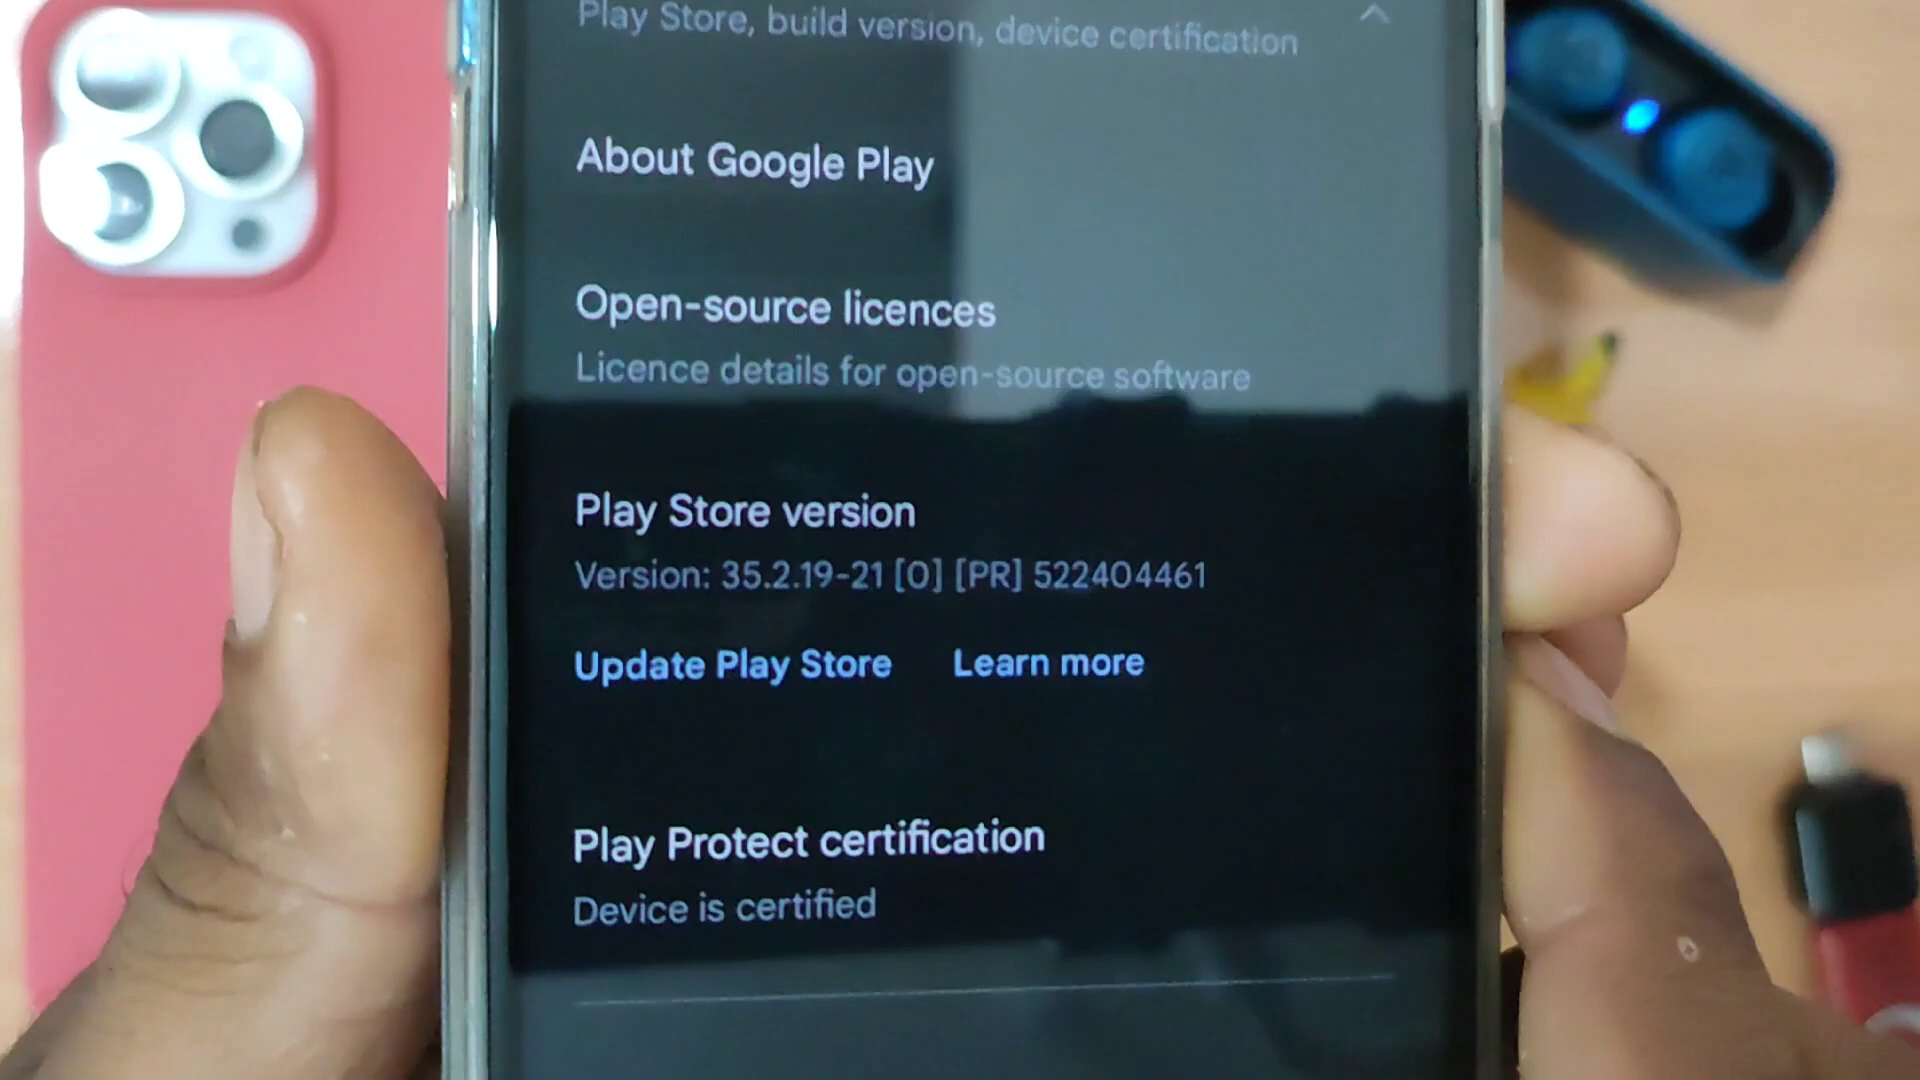 Play Store, build version, device certification
About Google Play
Open-source licences
Licence details for open-source software
Play Store version
Version: 35.2.19-21 [0] [PR] 522404461
Update Play Store Learn more
Play Protect certification
Device is certified